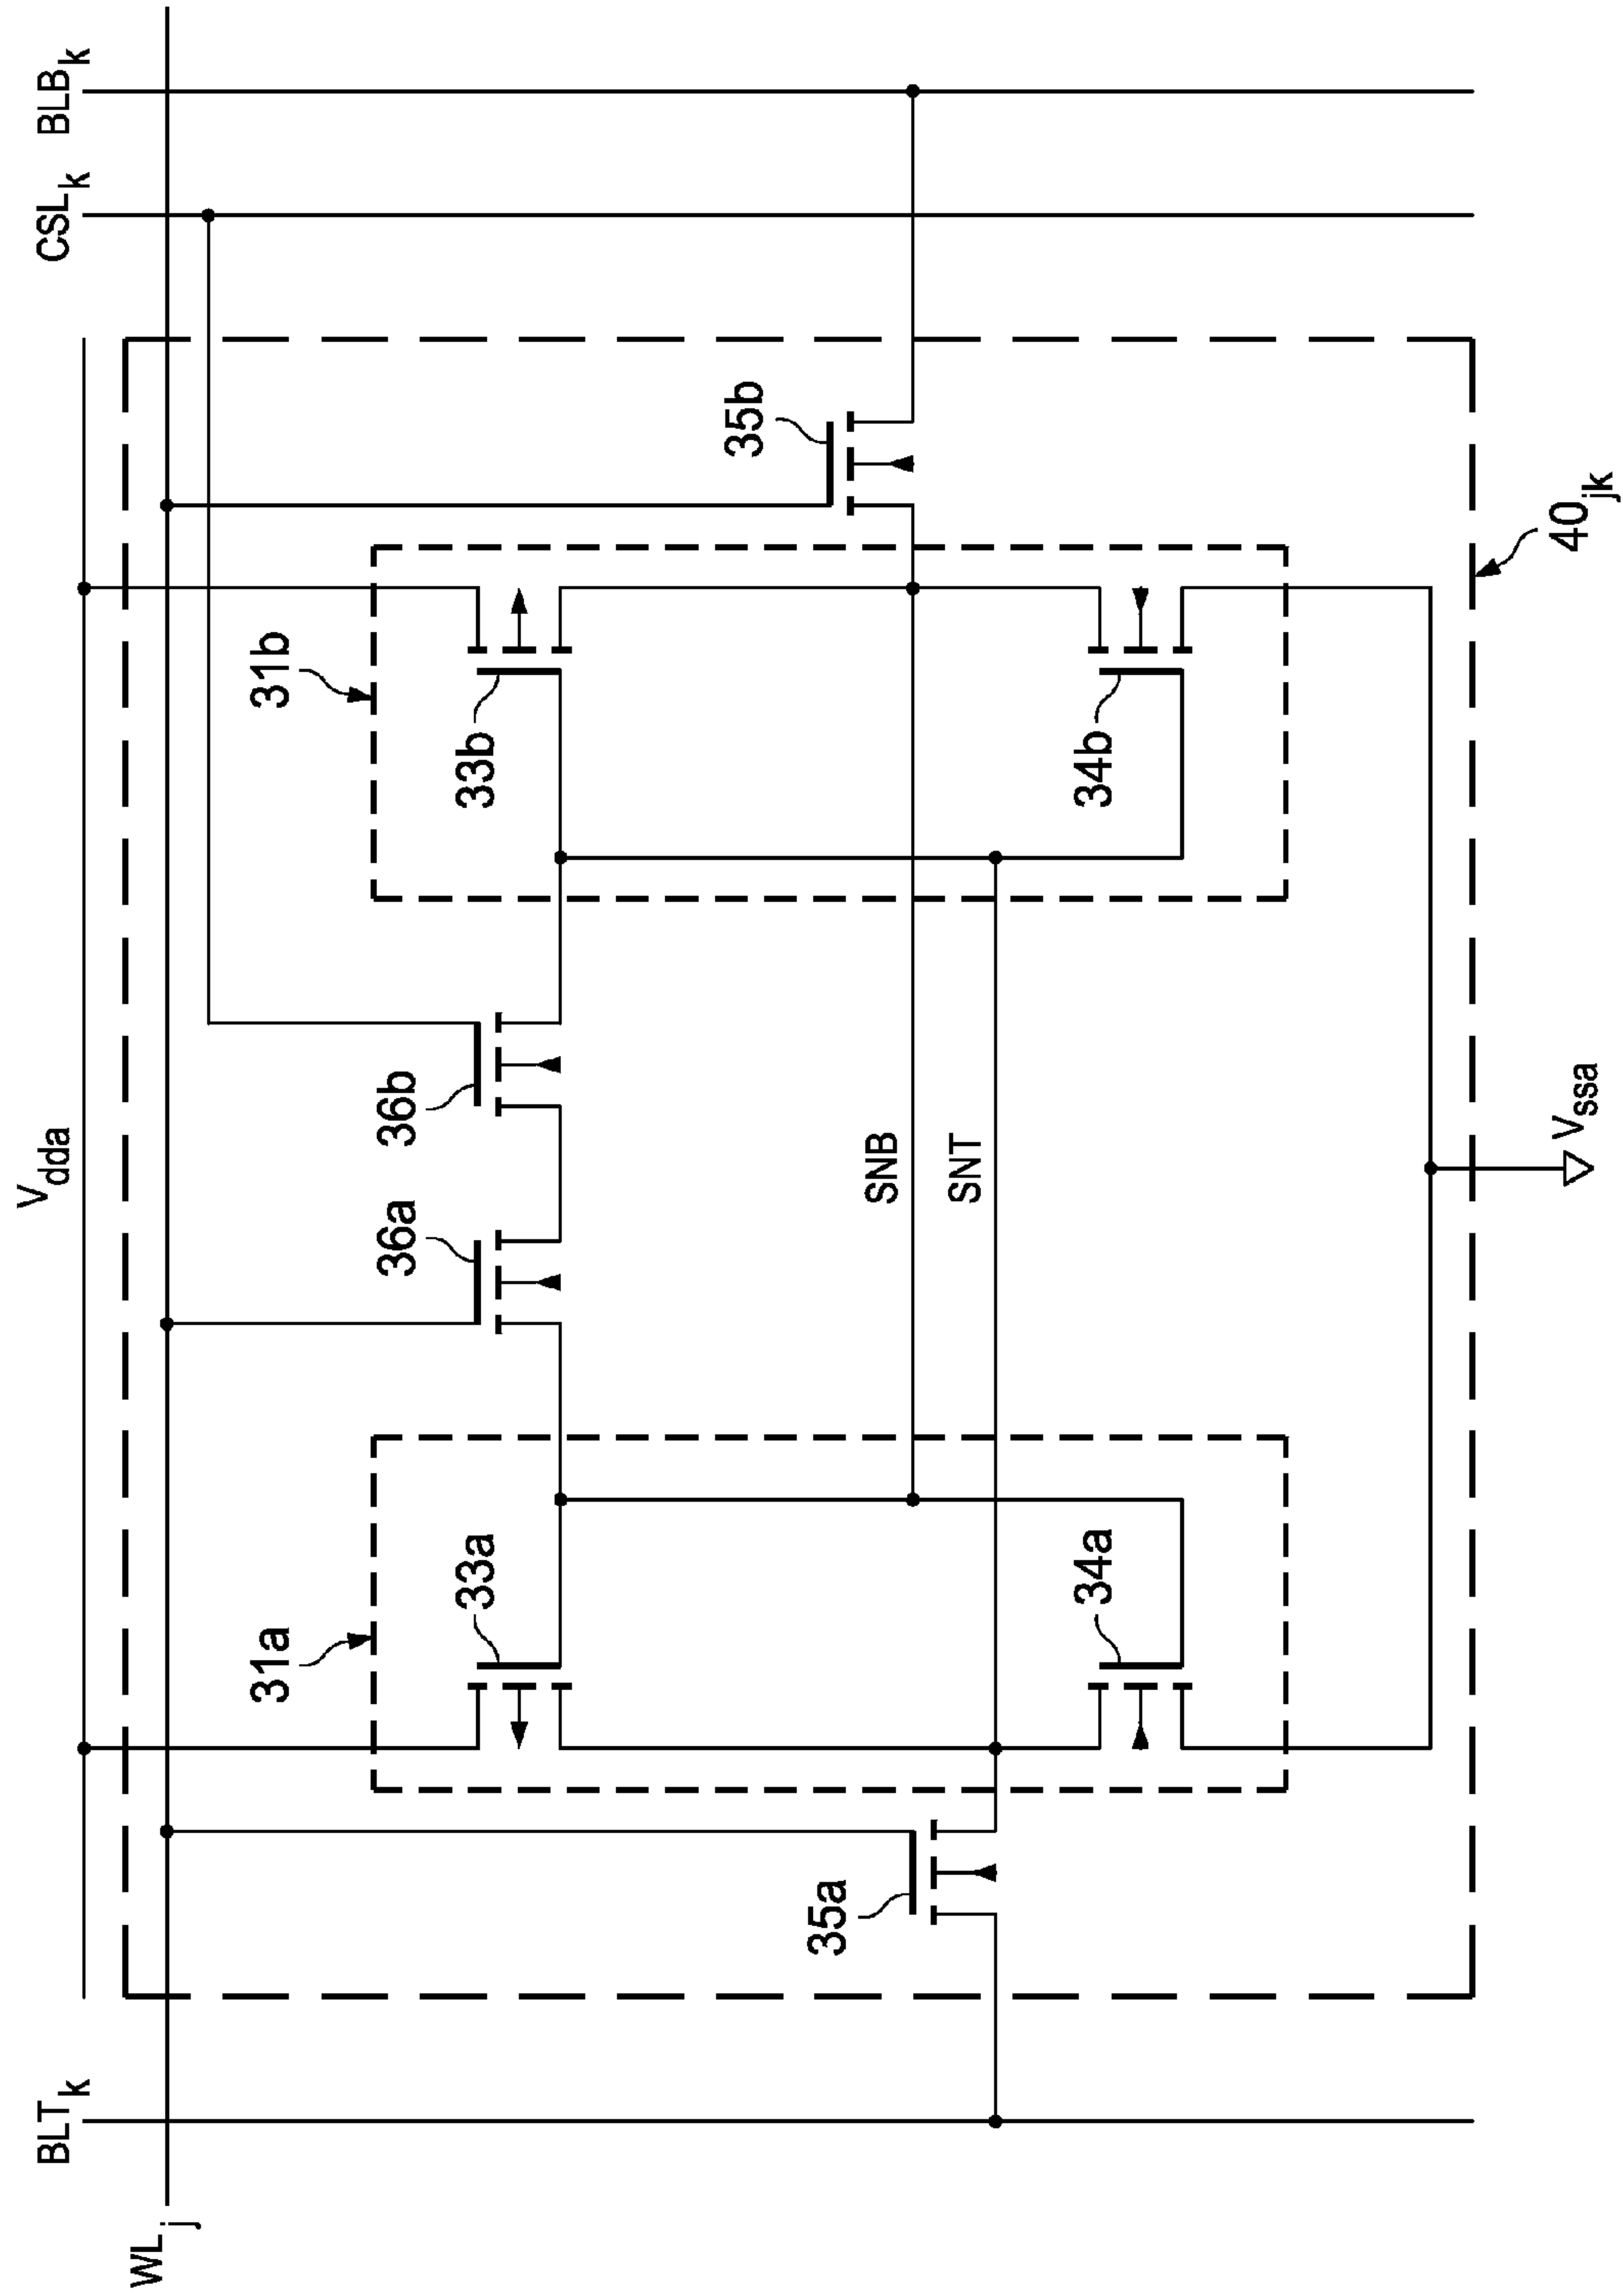 V_dda
BLT_k
CSL_k
BLB_k
WL_j
31a
31b
36a
36b
33a
33b
35b
SNB
SNT
35a
34a
34b
40_jk
V_ssa